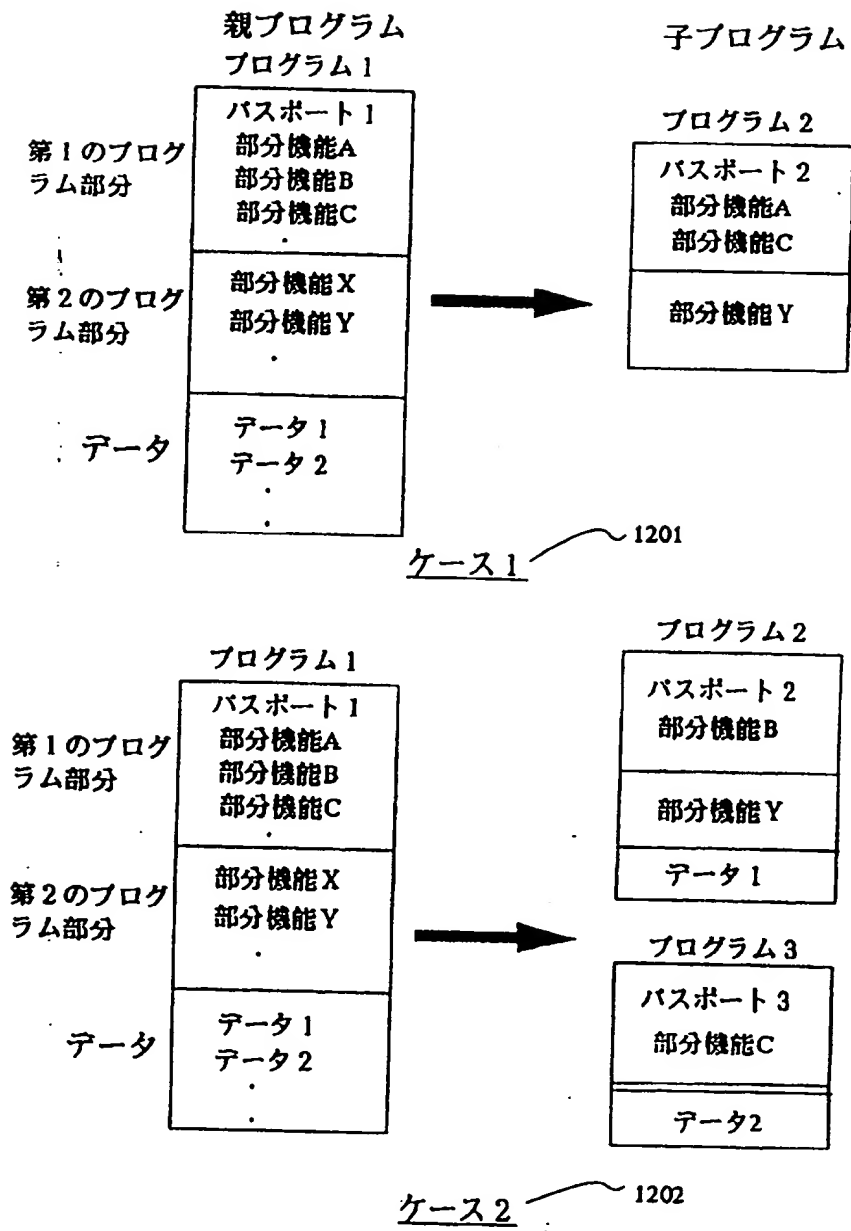 親プログラム
プログラム1
第1のプログ
ラム部分
パスポート1
部分機能A
部分機能B
部分機能C
第2のプログ
ラム部分
部分機能X
部分機能Y
データ
データ1
データ2
子プログラム
プログラム2
パスポート2
部分機能A
部分機能C
部分機能Y
ケース1
1201
プログラム1
第1のプログ
ラム部分
パスポート1
部分機能A
部分機能B
部分機能C
第2のプログ
ラム部分
部分機能X
部分機能Y
データ
データ1
データ2
プログラム2
パスポート2
部分機能B
部分機能Y
データ1
プログラム3
パスポート3
部分機能C
データ2
ケース2
1202